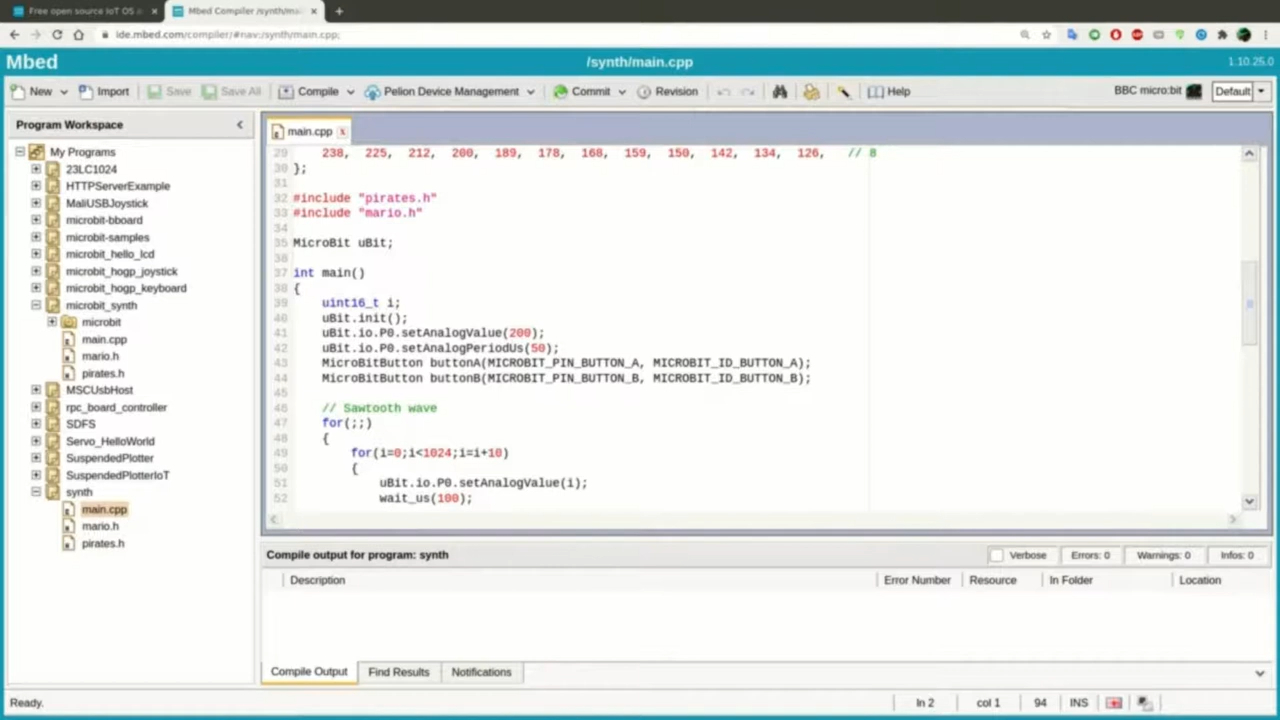 Free open source IoT OS a
Mbed Compiler /synth/mai
ide.mbed.com/compiler/#nav:/synth/main.cpp;
Mbed
/synth/main.cpp
1.10.25.0
New
Import
Save
Save All
Compile
Pelion Device Management
Commit
Revision
Help
BBC micro:bit
Default
Program Workspace
My Programs
23LC1024
HTTPServerExample
MaliUSBJoystick
microbit-bboard
microbit-samples
microbit_hello_lcd
microbit_hogp_joystick
microbit_hogp_keyboard
microbit_synth
microbit
main.cpp
mario.h
pirates.h
MSCUsbHost
rpc_board_controller
SDFS
Servo_HelloWorld
SuspendedPlotter
SuspendedPlotterIoT
synth
main.cpp
mario.h
pirates.h
main.cpp x
29 238, 225, 212, 200, 189, 178, 168, 159, 150, 142, 134, 126, // 8
30 };
31
32 #include "pirates.h"
33 #include "mario.h"
34
35 MicroBit uBit;
36
37 int main()
38 {
39 uint16_t i;
40 uBit.init();
41 uBit.io.P0.setAnalogValue(200);
42 uBit.io.P0.setAnalogPeriodUs(50);
43 MicroBitButton buttonA(MICROBIT_PIN_BUTTON_A, MICROBIT_ID_BUTTON_A);
44 MicroBitButton buttonB(MICROBIT_PIN_BUTTON_B, MICROBIT_ID_BUTTON_B);
45
46 // Sawtooth wave
47 for(;;)
48 {
49 for(i=0;i<1024;i=i+10)
50 {
51 uBit.io.P0.setAnalogValue(i);
52 wait_us(100);
Compile output for program: synth
Verbose
Errors: 0
Warnings: 0
Infos: 0
Description
Error Number
Resource
In Folder
Location
Compile Output
Find Results
Notifications
Ready.
ln 2
col 1
94
INS